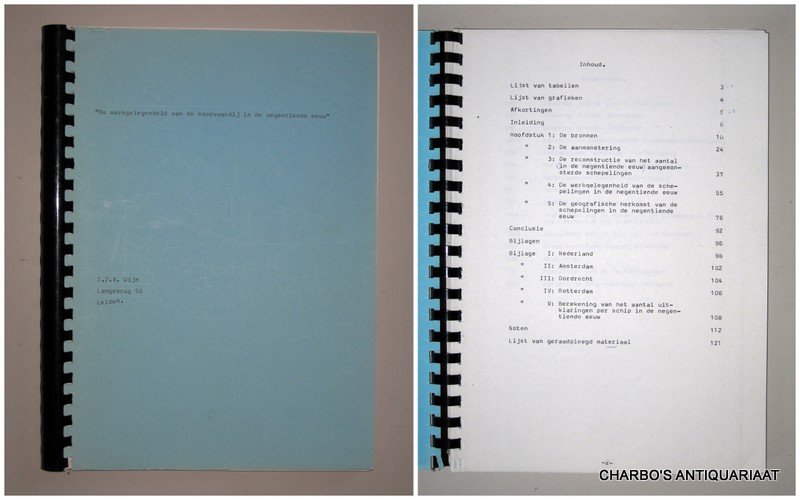 "De werkgelegenheid van de koopvaardij in de negentiende eeuw"
J.J.A. Wijn
Langebrug 55
Leiden.
Inhoud.
Lijst van tabellen 3
Lijst van grafieken 4
Afkortingen 5
Inleiding 6
Hoofdstuk 1: De bronnen 10
" 2: De aanmonstering 24
" 3: De reconstructie van het aantal
in de negentiende eeuw aangemon-
sterde schepelingen 37
" 4: De werkgelegenheid van de sche-
pelingen in de negentiende eeuw 55
" 5: De geografische herkomst van de
schepelingen in de negentiende
eeuw 76
Conclusie 92
Bijlagen 96
Bijlage I: Nederland 99
" II: Amsterdam 102
" III: Dordrecht 104
" IV: Rotterdam 106
" V: Berekening van het aantal uit-
klaringen per schip in de negen-
tiende eeuw 108
Noten 112
Lijst van geraadpleegd materiaal 121
-2-
CHARBO'S ANTIQUARIAAT